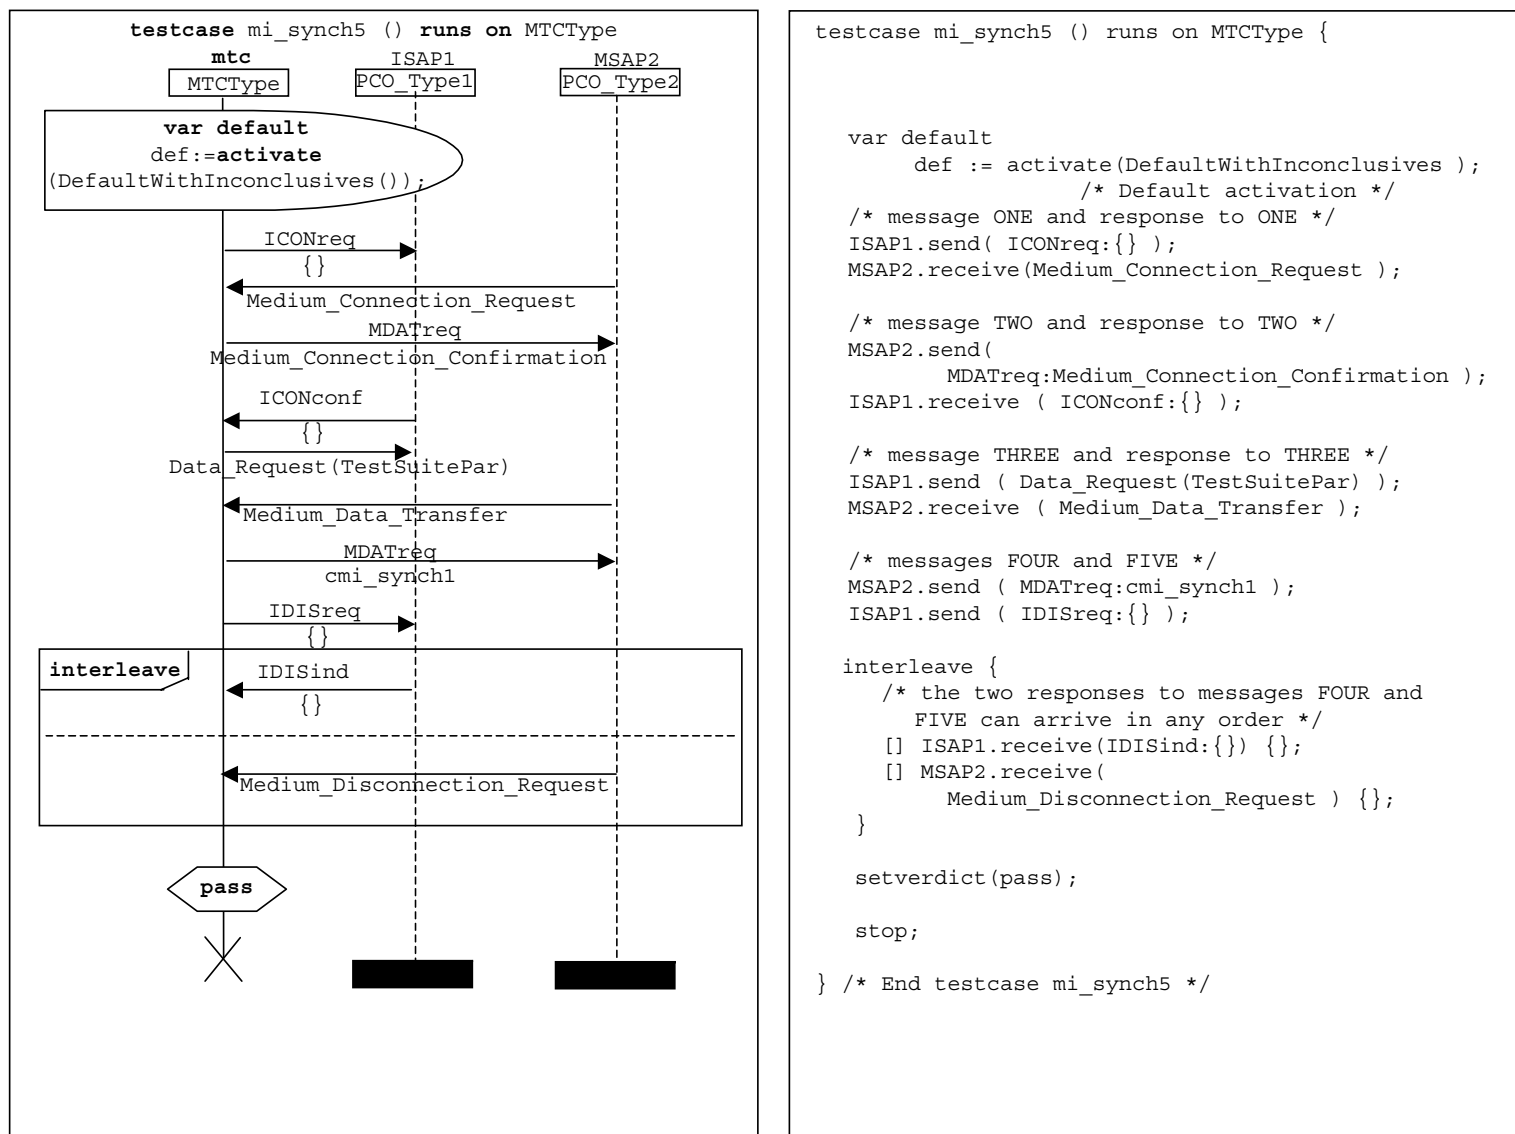 testcase mi_synch5 () runs on MTCType
mtc ISAP1 MSAP2
MTCType PCO_Type1 PCO_Type2
var default
def:=activate
(DefaultWithInconclusives());
ICONreq
{}
Medium_Connection_Request
MDATreq
Medium_Connection_Confirmation
ICONconf
{}
Data_Request(TestSuitePar)
Medium_Data_Transfer
MDATreq
cmi_synch1
IDISreq
{}
interleave IDISind
{}
Medium_Disconnection_Request
pass
testcase mi_synch5 () runs on MTCType {
var default
def := activate(DefaultWithInconclusives );
/* Default activation */
/* message ONE and response to ONE */
ISAP1.send( ICONreq:{} );
MSAP2.receive(Medium_Connection_Request );
/* message TWO and response to TWO */
MSAP2.send(
MDATreq:Medium_Connection_Confirmation );
ISAP1.receive ( ICONconf:{} );
/* message THREE and response to THREE */
ISAP1.send ( Data_Request(TestSuitePar) );
MSAP2.receive ( Medium_Data_Transfer );
/* messages FOUR and FIVE */
MSAP2.send ( MDATreq:cmi_synch1 );
ISAP1.send ( IDISreq:{} );
interleave {
/* the two responses to messages FOUR and
FIVE can arrive in any order */
[] ISAP1.receive(IDISind:{}) {};
[] MSAP2.receive(
Medium_Disconnection_Request ) {};
}
setverdict(pass);
stop;
} /* End testcase mi_synch5 */